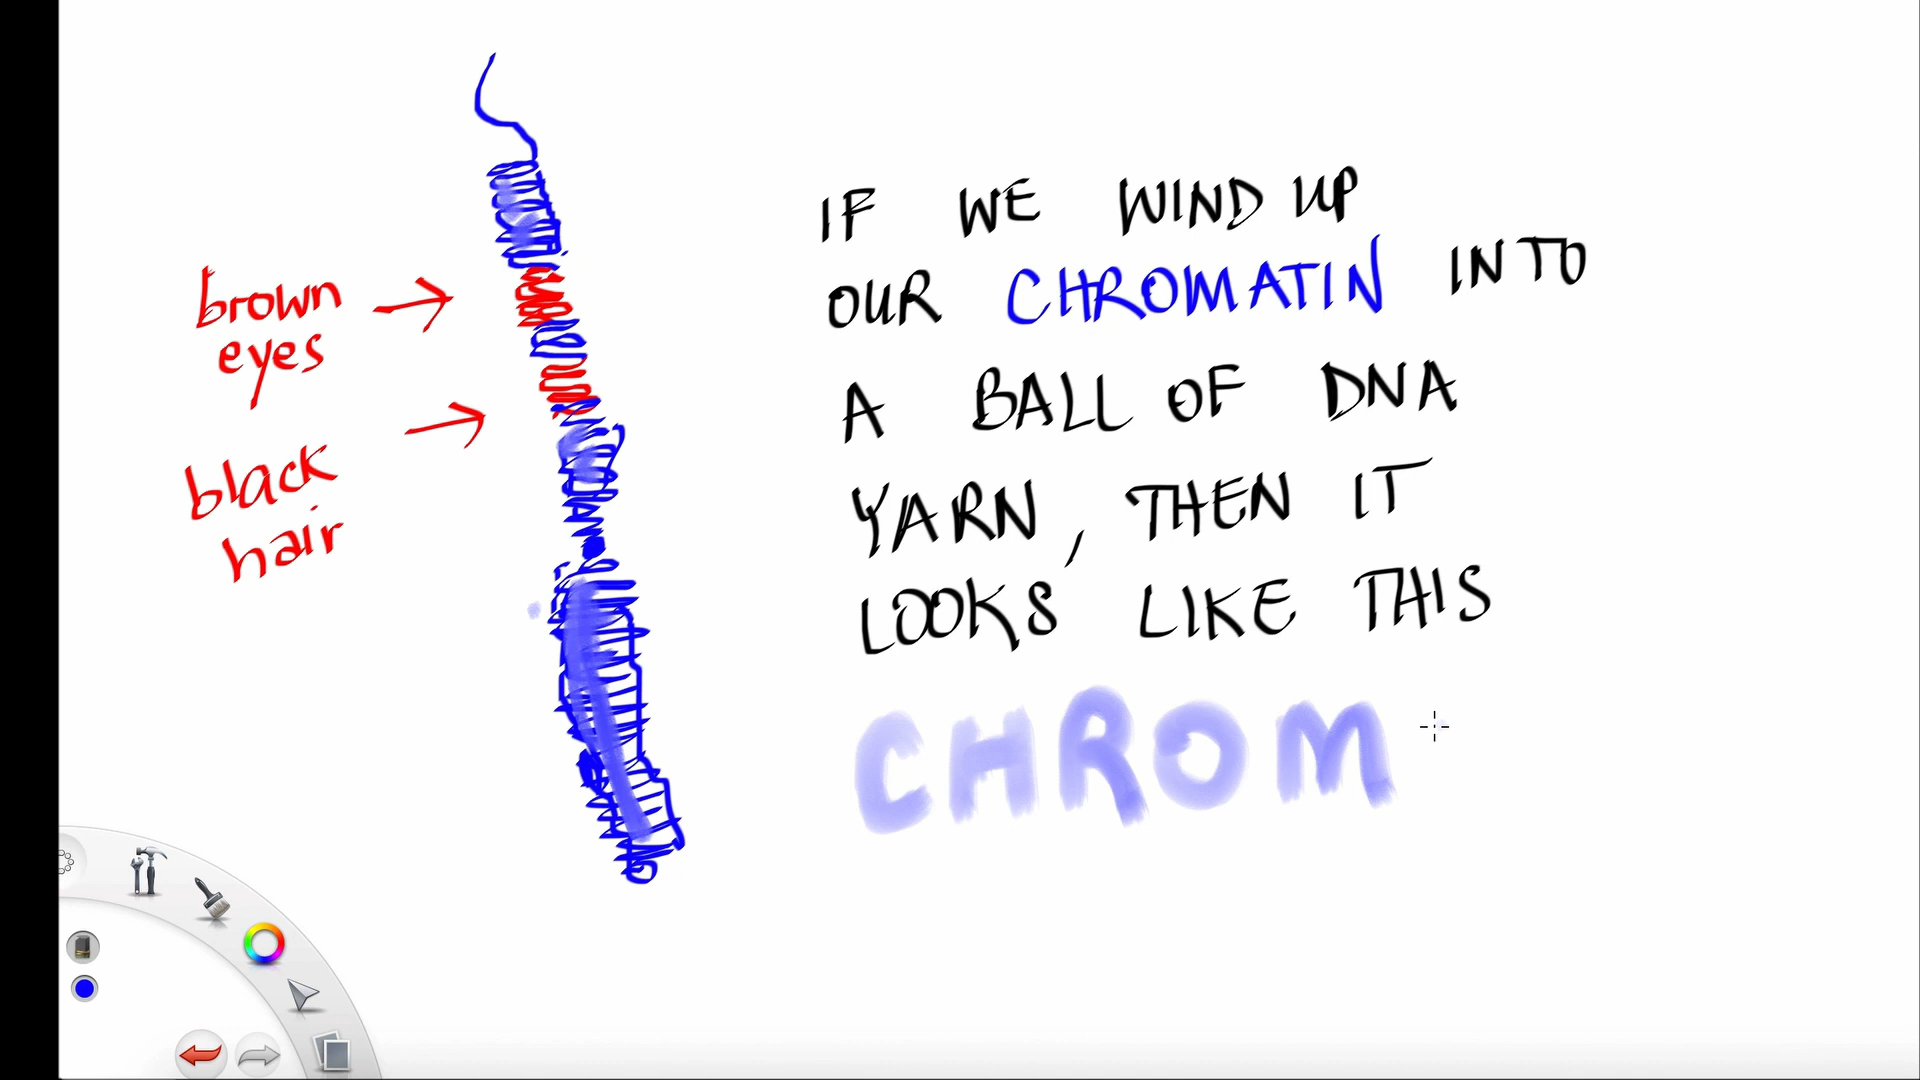 brown
eyes
black
hair
IF WE WIND UP
OUR CHROMATIN INTO
A BALL OF DNA
YARN, THEN IT
LOOKS LIKE THIS
CHROM